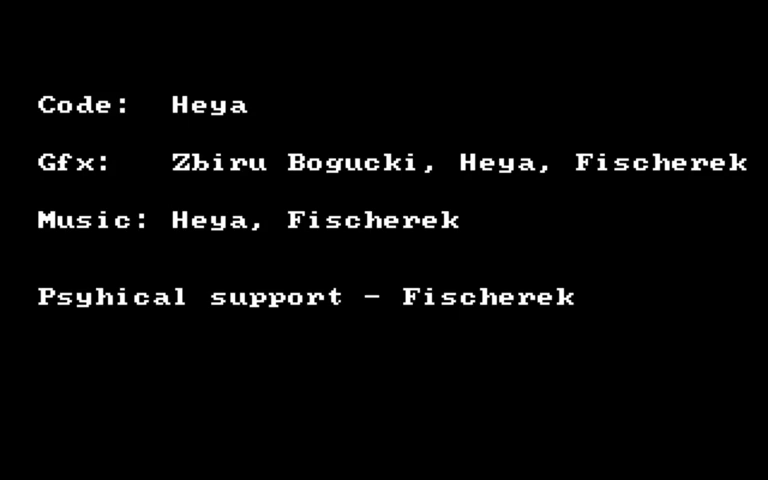 Code:  Heya
Gfx:   Zbiru Bogucki, Heya, Fischerek
Music: Heya, Fischerek
Psyhical support - Fischerek